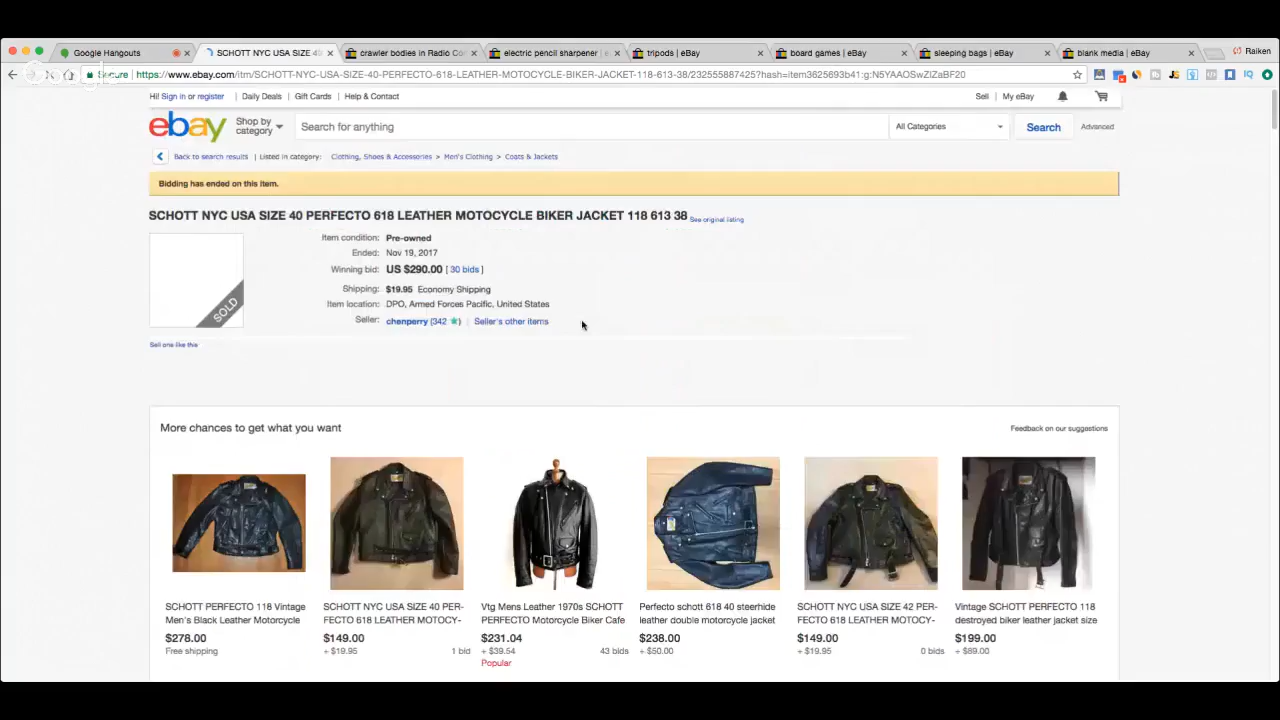 Google Hangouts
SCHOTT NYC USA SIZE 4
crawler bodies in Radio Co
electric pencil sharpener | e
tripods | eBay
board games | eBay
sleeping bags | eBay
blank media | eBay
Raiken
Secure
https://www.ebay.com/itm/SCHOTT-NYC-USA-SIZE-40-PERFECTO-618-LEATHER-MOTOCYCLE-BIKER-JACKET-118-613-38/232555887425?hash=item3625693b41:g:N5YAAOSwZIZaBF20
Hi! Sign in or register | Daily Deals | Gift Cards | Help & Contact
Sell | My eBay
ebay
Shop by category
Search for anything
All Categories
Search
Advanced
Back to search results | Listed in category: Clothing, Shoes & Accessories > Men's Clothing > Coats & Jackets
Bidding has ended on this item.
SCHOTT NYC USA SIZE 40 PERFECTO 618 LEATHER MOTOCYCLE BIKER JACKET 118 613 38 See original listing
SOLD
Item condition: Pre-owned
Ended: Nov 19, 2017
Winning bid: US $290.00 [ 30 bids ]
Shipping: $19.95 Economy Shipping
Item location: DPO, Armed Forces Pacific, United States
Seller: chenperry (342 ) | Seller's other items
Sell one like this
More chances to get what you want
Feedback on our suggestions
SCHOTT PERFECTO 118 Vintage
Men's Black Leather Motorcycle
$278.00
Free shipping
SCHOTT NYC USA SIZE 40 PER-
FECTO 618 LEATHER MOTOCY-
$149.00
+ $19.95 1 bid
Vtg Mens Leather 1970s SCHOTT
PERFECTO Motorcycle Biker Cafe
$231.04
+ $39.54 43 bids
Popular
Perfecto schott 618 40 steerhide
leather double motorcycle jacket
$238.00
+ $50.00
SCHOTT NYC USA SIZE 42 PER-
FECTO 618 LEATHER MOTOCY-
$149.00
+ $19.95 0 bids
Vintage SCHOTT PERFECTO 118
destroyed biker leather jacket size
$199.00
+ $89.00